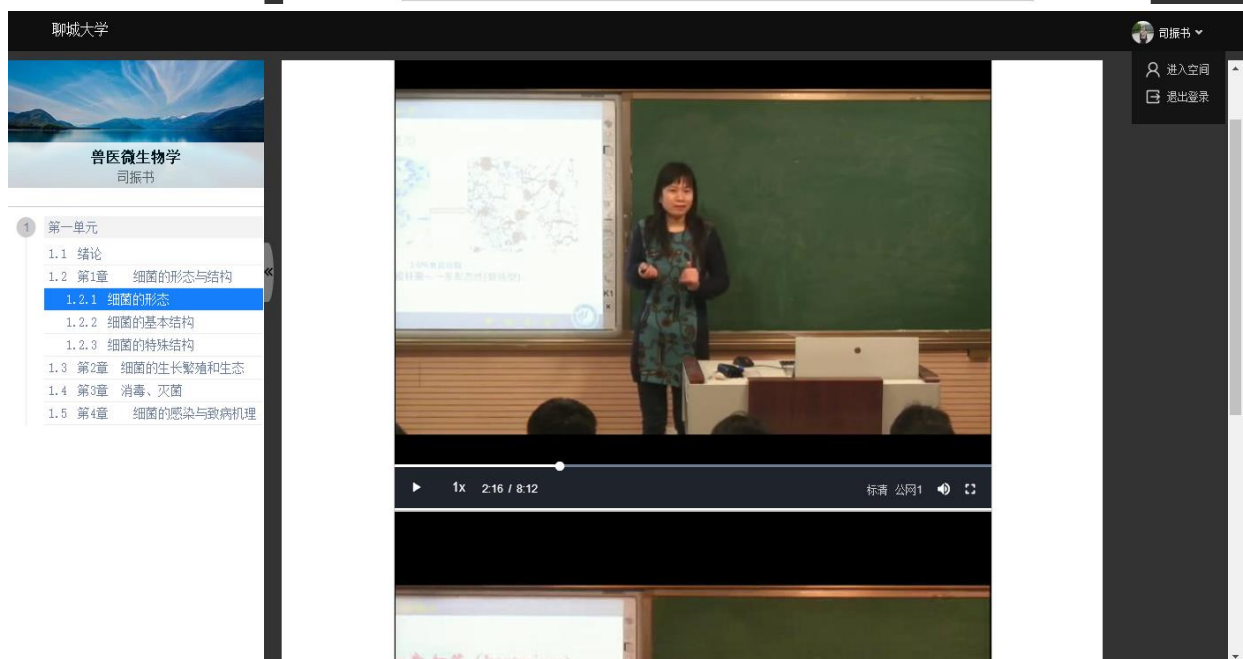 聊城大学
司振书
进入空间
退出登录
兽医微生物学
司振书
1 第一单元
1.1 绪论
1.2 第1章 细菌的形态与结构
1.2.1 细菌的形态
1.2.2 细菌的基本结构
1.2.3 细菌的特殊结构
1.3 第2章 细菌的生长繁殖和生态
1.4 第3章 消毒、灭菌
1.5 第4章 细菌的感染与致病机理
K1
1x 2:16 / 8:12 标清 公网1